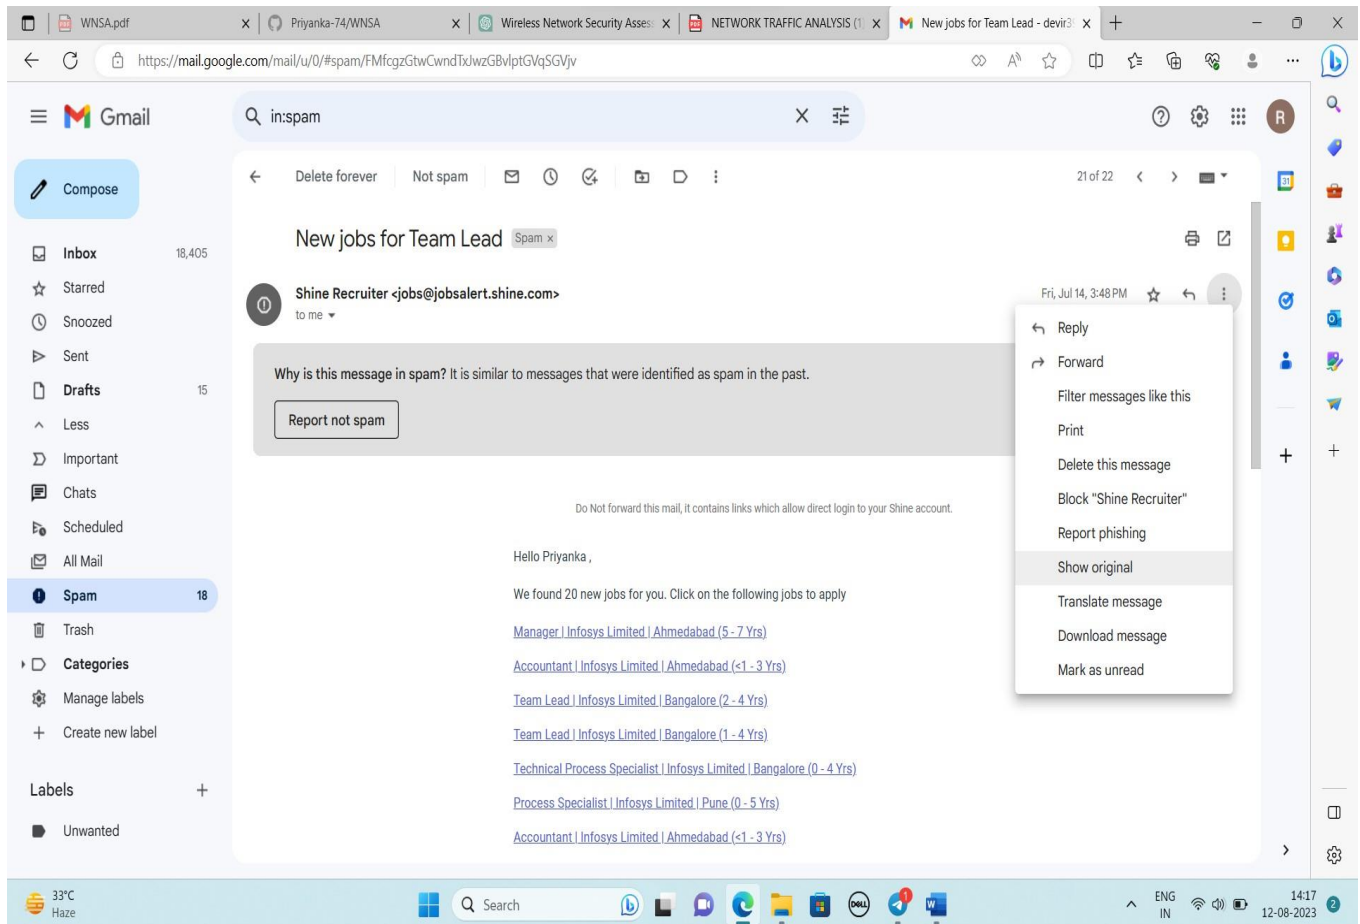 WNSA.pdf
Priyanka-74/WNSA
Wireless Network Security Assess
NETWORK TRAFFIC ANALYSIS (1)
New jobs for Team Lead - devir3
https://mail.google.com/mail/u/0/#spam/FMfcgzGtwCwndTxJwzGBvlptGVqSGVjv
Gmail
in:spam
R
Compose
Delete forever Not spam
21 of 22
31
New jobs for Team Lead Spam x
Inbox 18,405
Starred
Snoozed
Sent
Drafts 15
Less
Important
Chats
Scheduled
All Mail
Spam 18
Trash
Categories
Manage labels
Create new label
Labels
Unwanted
Shine Recruiter <jobs@jobsalert.shine.com>
to me
Fri, Jul 14, 3:48 PM
Why is this message in spam? It is similar to messages that were identified as spam in the past.
Report not spam
Reply
Forward
Filter messages like this
Print
Delete this message
Block "Shine Recruiter"
Report phishing
Show original
Translate message
Download message
Mark as unread
Do Not forward this mail, it contains links which allow direct login to your Shine account.
Hello Priyanka ,
We found 20 new jobs for you. Click on the following jobs to apply
Manager | Infosys Limited | Ahmedabad (5 - 7 Yrs)
Accountant | Infosys Limited | Ahmedabad (<1 - 3 Yrs)
Team Lead | Infosys Limited | Bangalore (2 - 4 Yrs)
Team Lead | Infosys Limited | Bangalore (1 - 4 Yrs)
Technical Process Specialist | Infosys Limited | Bangalore (0 - 4 Yrs)
Process Specialist | Infosys Limited | Pune (0 - 5 Yrs)
Accountant | Infosys Limited | Ahmedabad (<1 - 3 Yrs)
33°C
Haze
Search
DELL
1
ENG
IN
14:17
12-08-2023
2